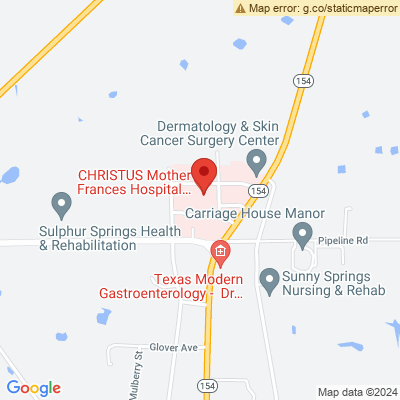 Map error: g.co/staticmaperror
154
Dermatology & Skin
Cancer Surgery Center
CHRISTUS Mother
Frances Hospital...
154
Carriage House Manor
Sulphur Springs Health
& Rehabilitation
Pipeline Rd
Texas Modern
Gastroenterology - Dr...
Sunny Springs
Nursing & Rehab
Glover Ave
Mulberry St
154
Google
Map data ©2024